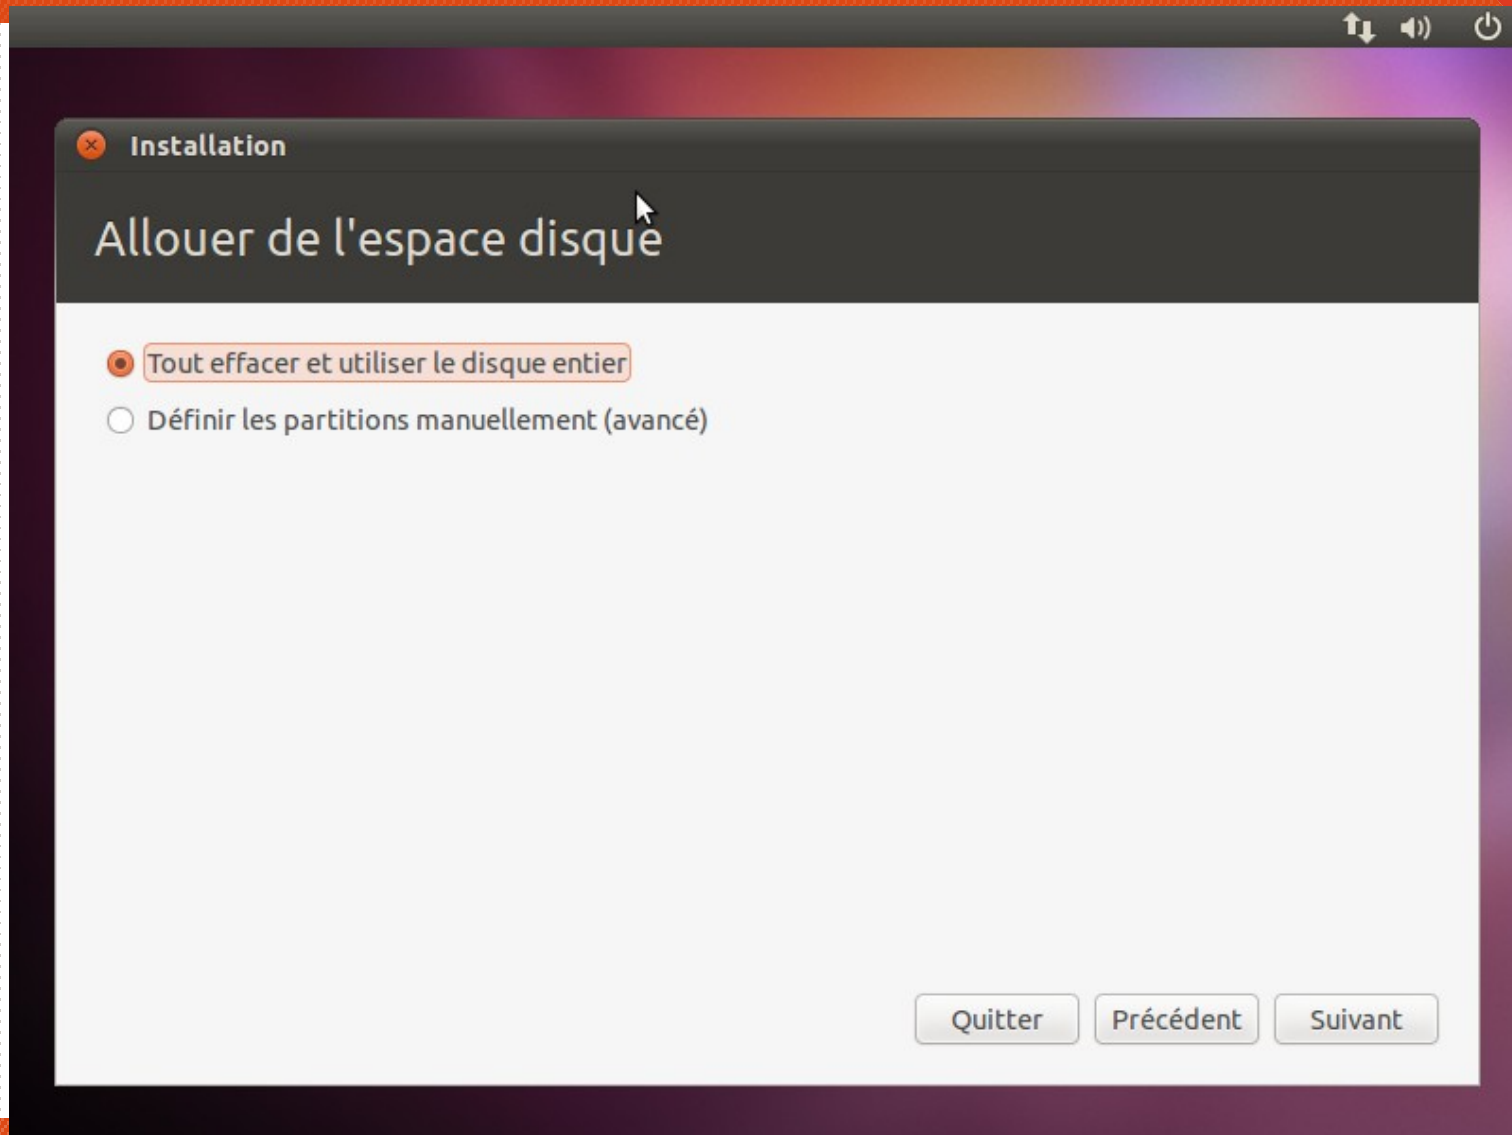 Installation
Allouer de l'espace disque
Tout effacer et utiliser le disque entier
Définir les partitions manuellement (avancé)
Quitter
Précédent
Suivant